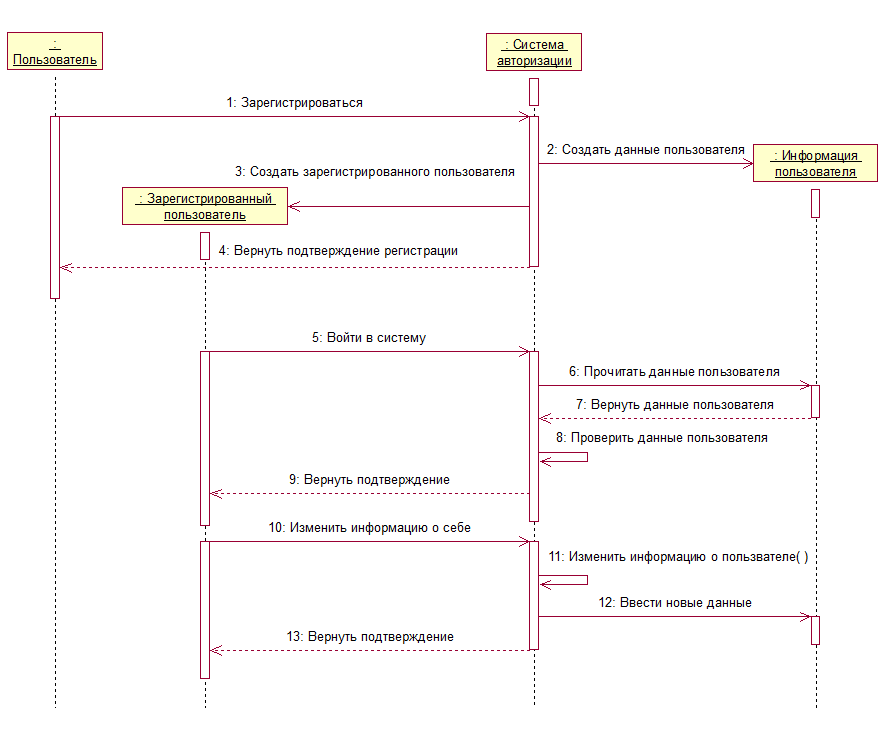 :
Пользователь
: Система
авторизации
1: Зарегистрироваться
2: Создать данные пользователя
: Информация
пользователя
3: Создать зарегистрированного пользователя
: Зарегистрированный
пользователь
4: Вернуть подтверждение регистрации
5: Войти в систему
6: Прочитать данные пользователя
7: Вернуть данные пользователя
8: Проверить данные пользователя
9: Вернуть подтверждение
10: Изменить информацию о себе
11: Изменить информацию о пользвателе( )
12: Ввести новые данные
13: Вернуть подтверждение